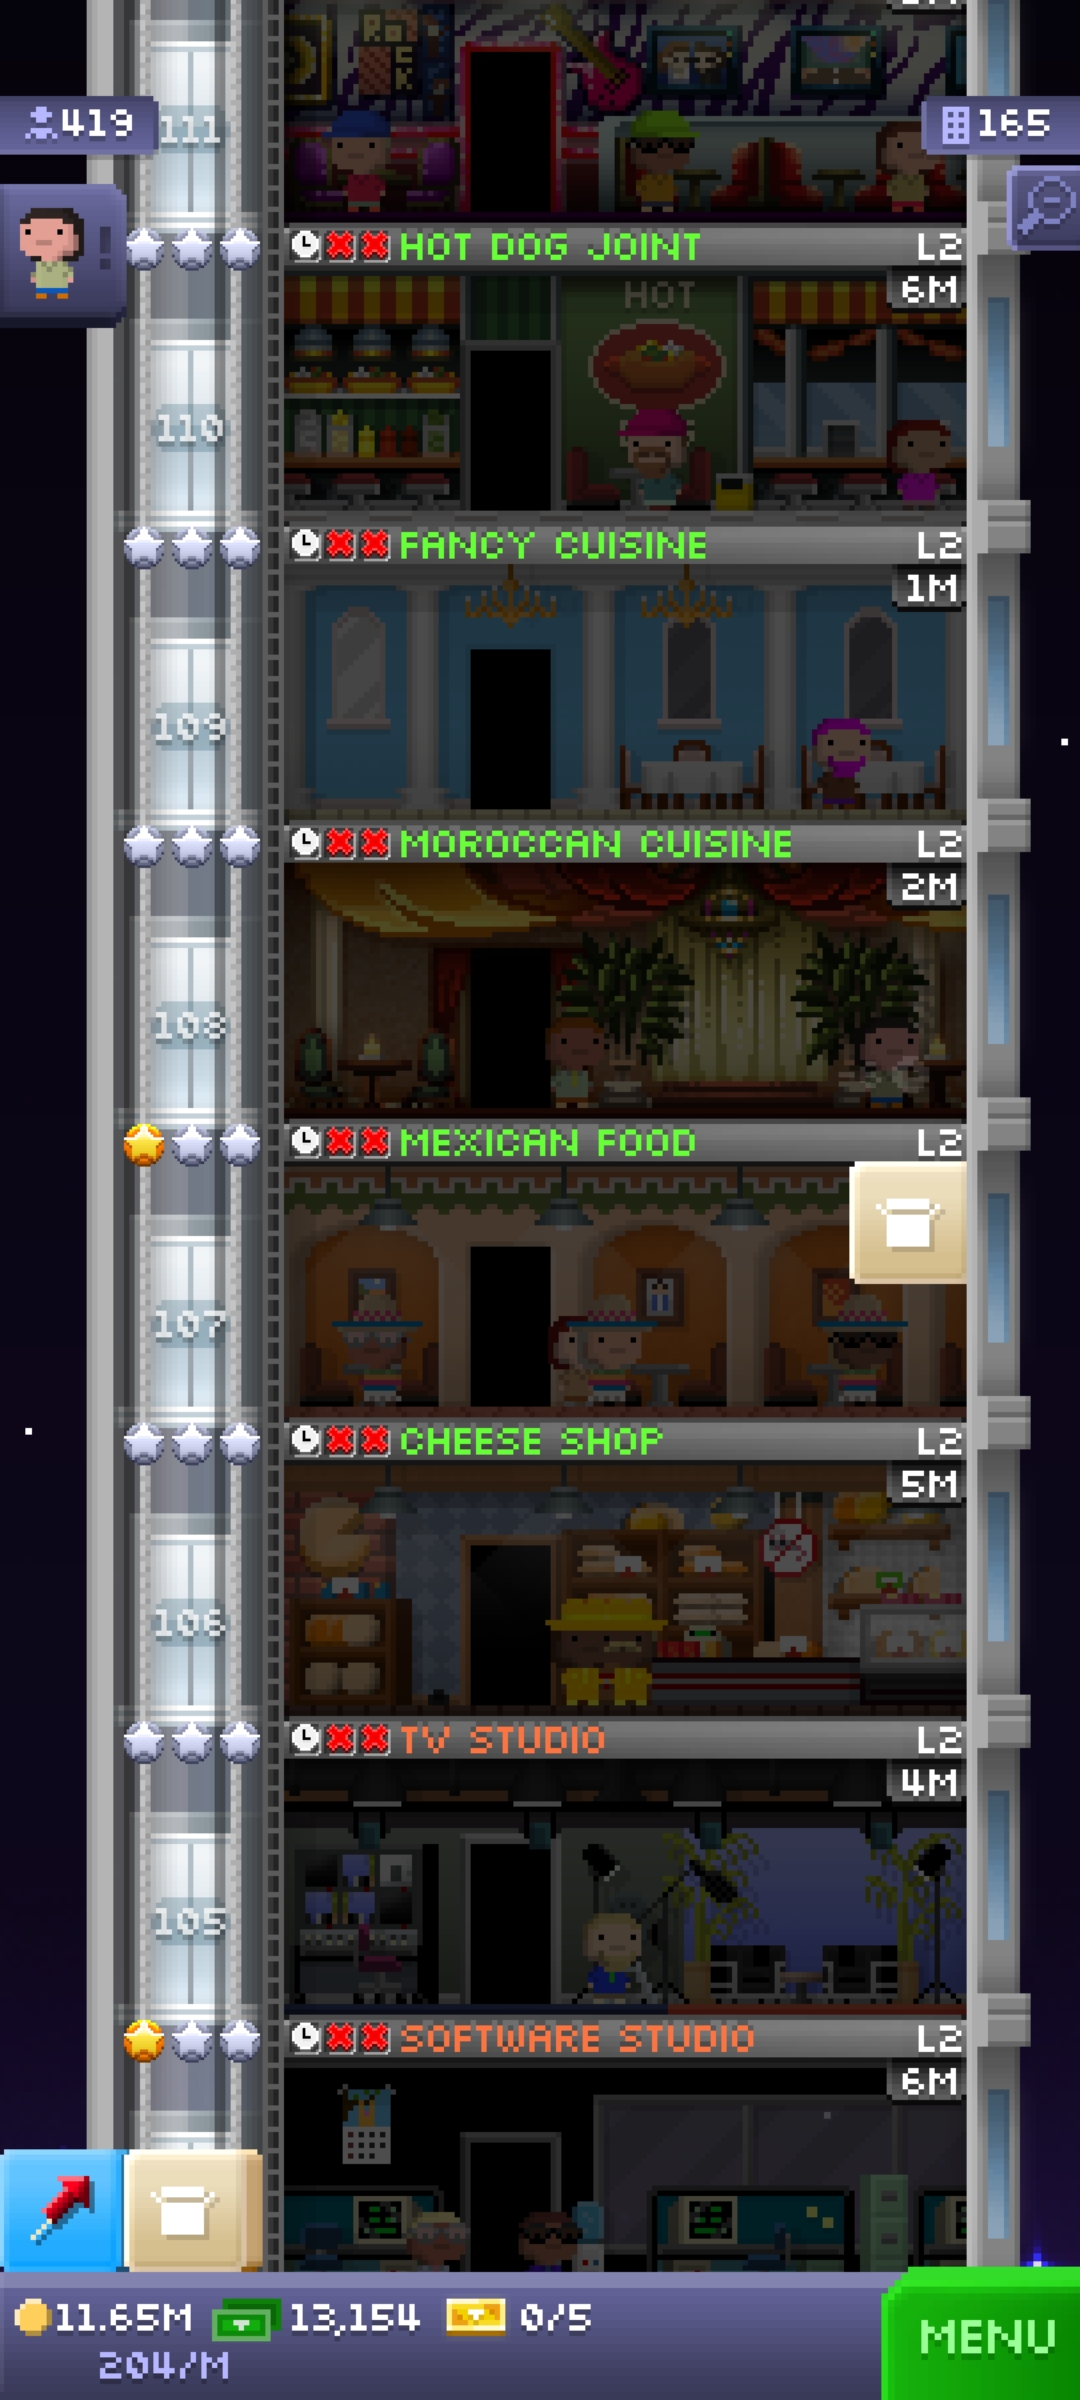 419
111
165
HOT DOG JOINT L2
6M
HOT
110
FANCY CUISINE L2
1M
109
MOROCCAN CUISINE L2
2M
108
MEXICAN FOOD L2
107
CHEESE SHOP L2
5M
106
TV STUDIO L2
4M
105
SOFTWARE STUDIO L2
6M
11.65M 13,154 0/5
204/M
MENU